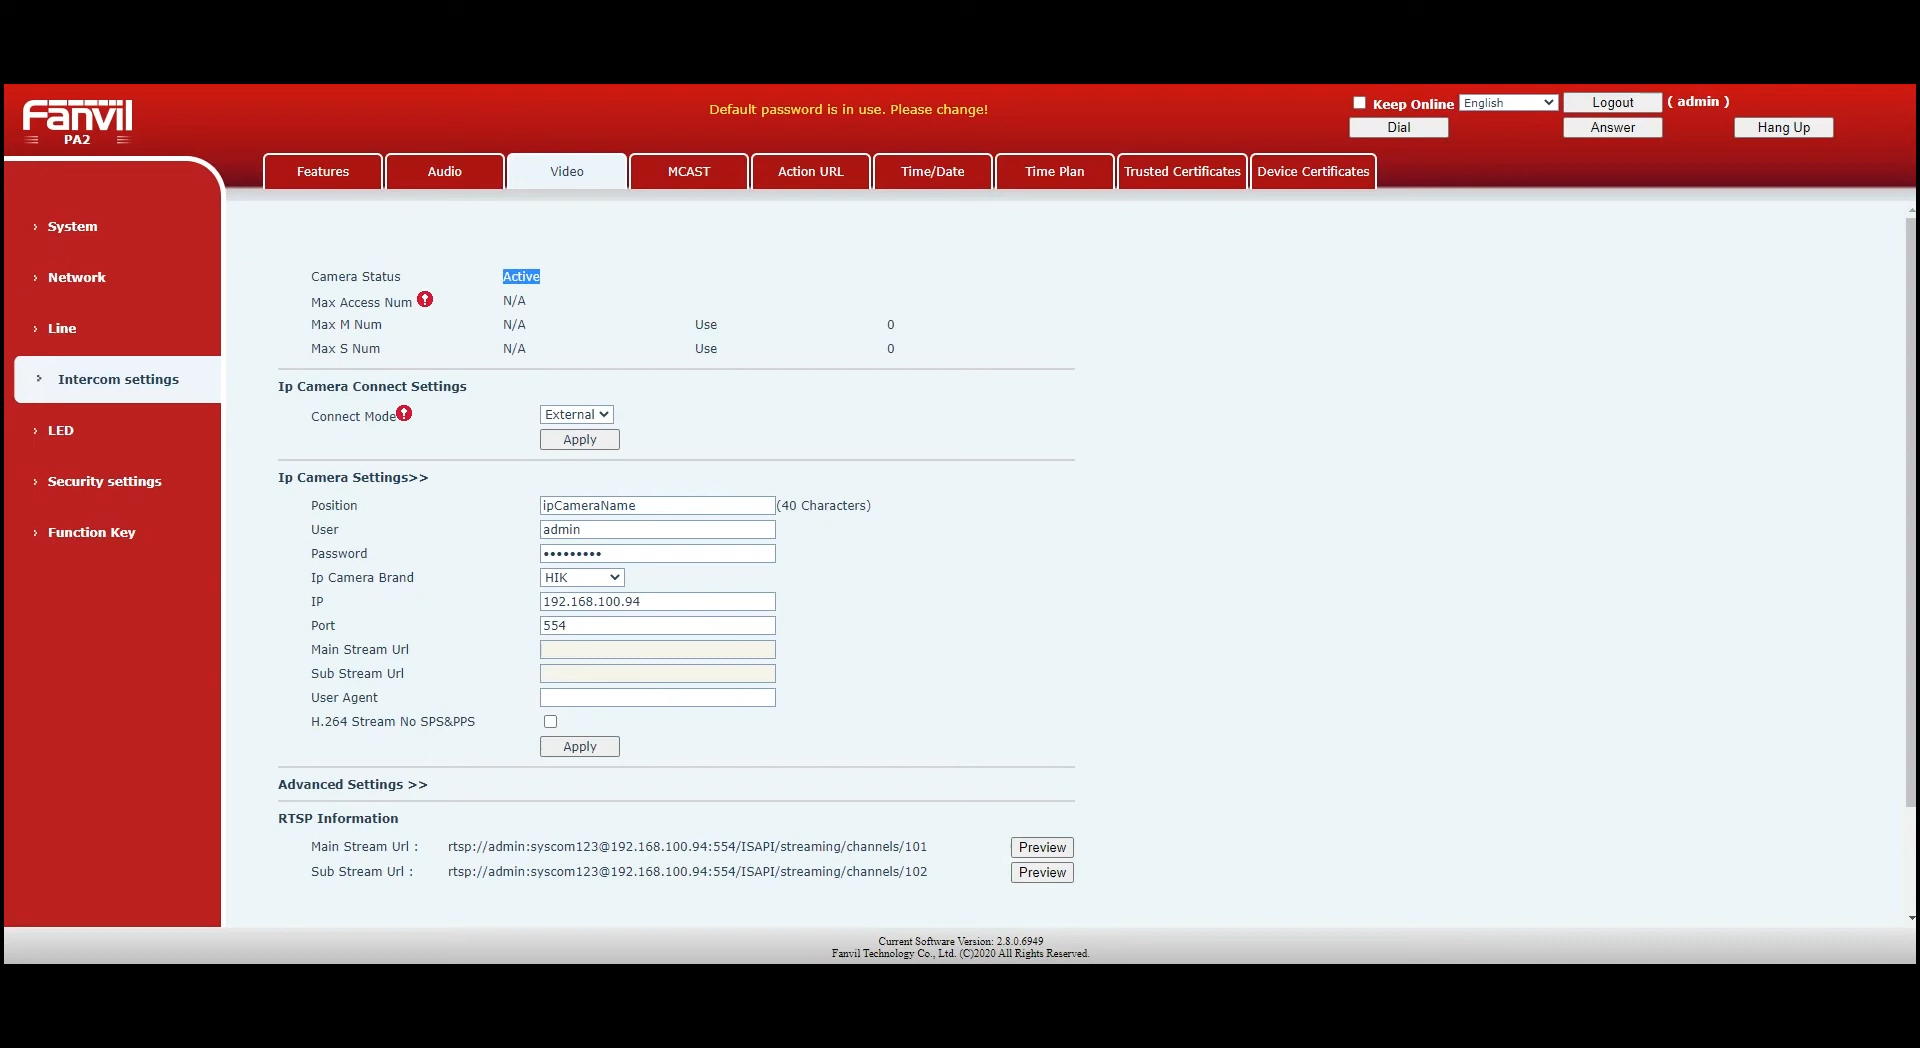 Fanvil
PA2
Default password is in use. Please change!
Keep Online English Logout ( admin )
Dial Answer Hang Up
Features Audio Video MCAST Action URL Time/Date Time Plan Trusted Certificates Device Certificates
› System
› Network
› Line
› Intercom settings
› LED
› Security settings
› Function Key
Camera Status Active
Max Access Num N/A
Max M Num N/A Use 0
Max S Num N/A Use 0
Ip Camera Connect Settings
Connect Mode External
Apply
Ip Camera Settings>>
Position ipCameraName (40 Characters)
User admin
Password •••••••••
Ip Camera Brand HIK
IP 192.168.100.94
Port 554
Main Stream Url
Sub Stream Url
User Agent
H.264 Stream No SPS&PPS
Apply
Advanced Settings >>
RTSP Information
Main Stream Url : rtsp://admin:syscom123@192.168.100.94:554/ISAPI/streaming/channels/101 Preview
Sub Stream Url : rtsp://admin:syscom123@192.168.100.94:554/ISAPI/streaming/channels/102 Preview
Current Software Version: 2.8.0.6949
Fanvil Technology Co., Ltd. (C)2020 All Rights Reserved.